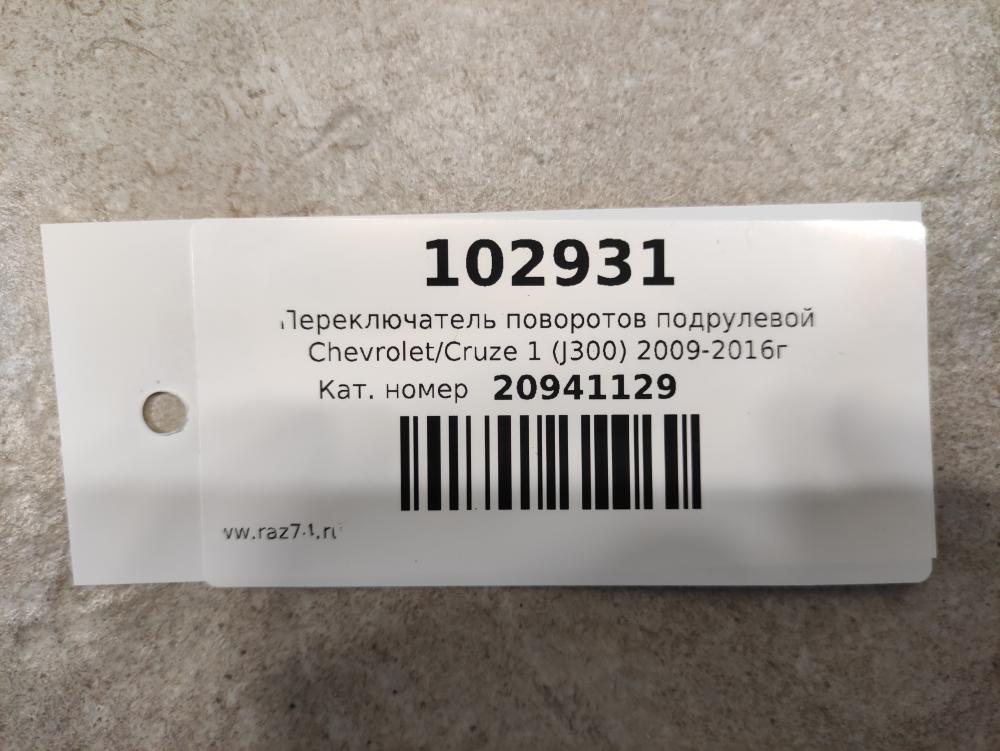 102931
Переключатель поворотов подрулевой
Chevrolet/Cruze 1 (J300) 2009-2016г
Кат. номер 20941129